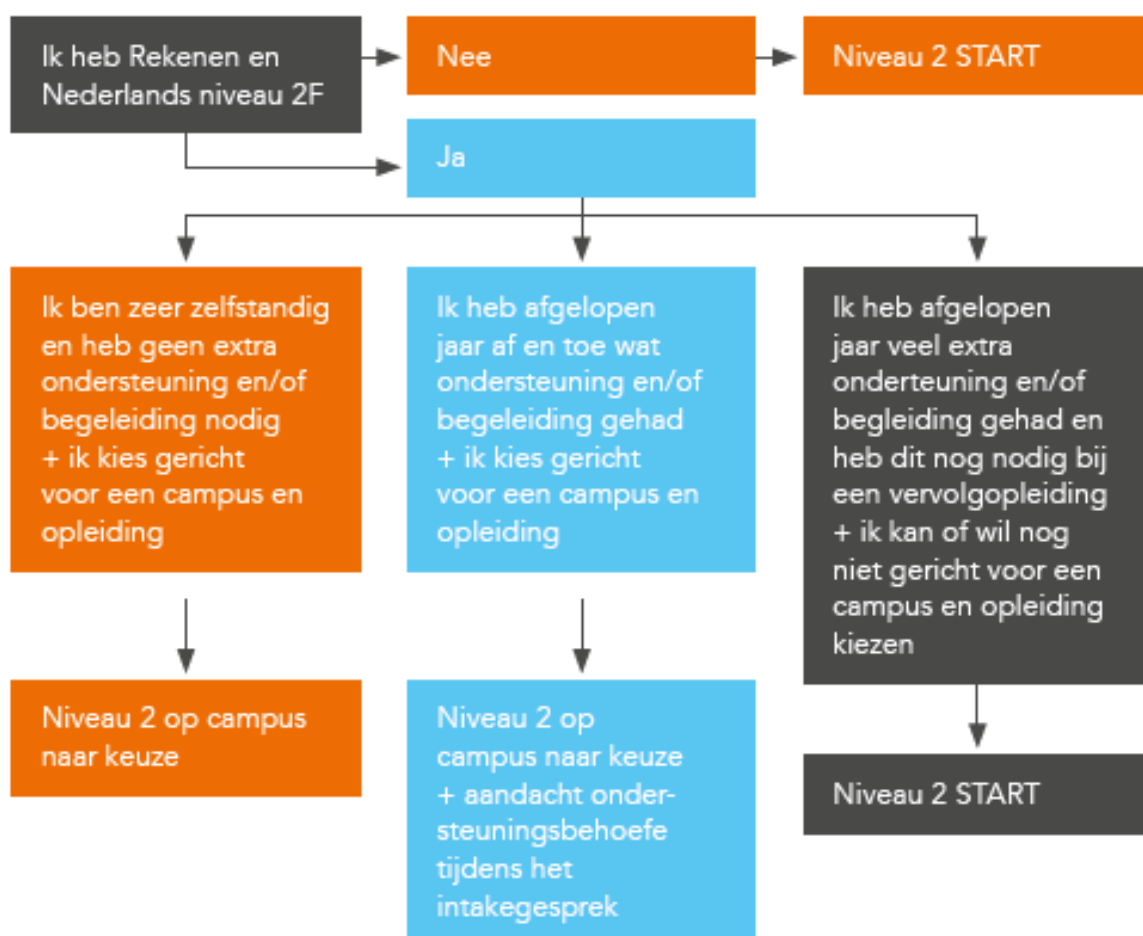 Ik heb Rekenen en
Nederlands niveau 2F
Nee
Niveau 2 START
Ja
Ik ben zeer zelfstandig
en heb geen extra
ondersteuning en/of
begeleiding nodig
+ ik kies gericht
voor een campus en
opleiding
Ik heb afgelopen
jaar af en toe wat
ondersteuning en/of
begeleiding gehad
+ ik kies gericht
voor een campus en
opleiding
Ik heb afgelopen
jaar veel extra
onderteuning en/of
begleiding gehad en
heb dit nog nodig bij
een vervolgopleiding
+ ik kan of wil nog
niet gericht voor een
campus en opleiding
kiezen
Niveau 2 op campus
naar keuze
Niveau 2 op
campus naar keuze
+ aandacht onder-
steuningsbehoefe
tijdens het
intakegesprek
Niveau 2 START